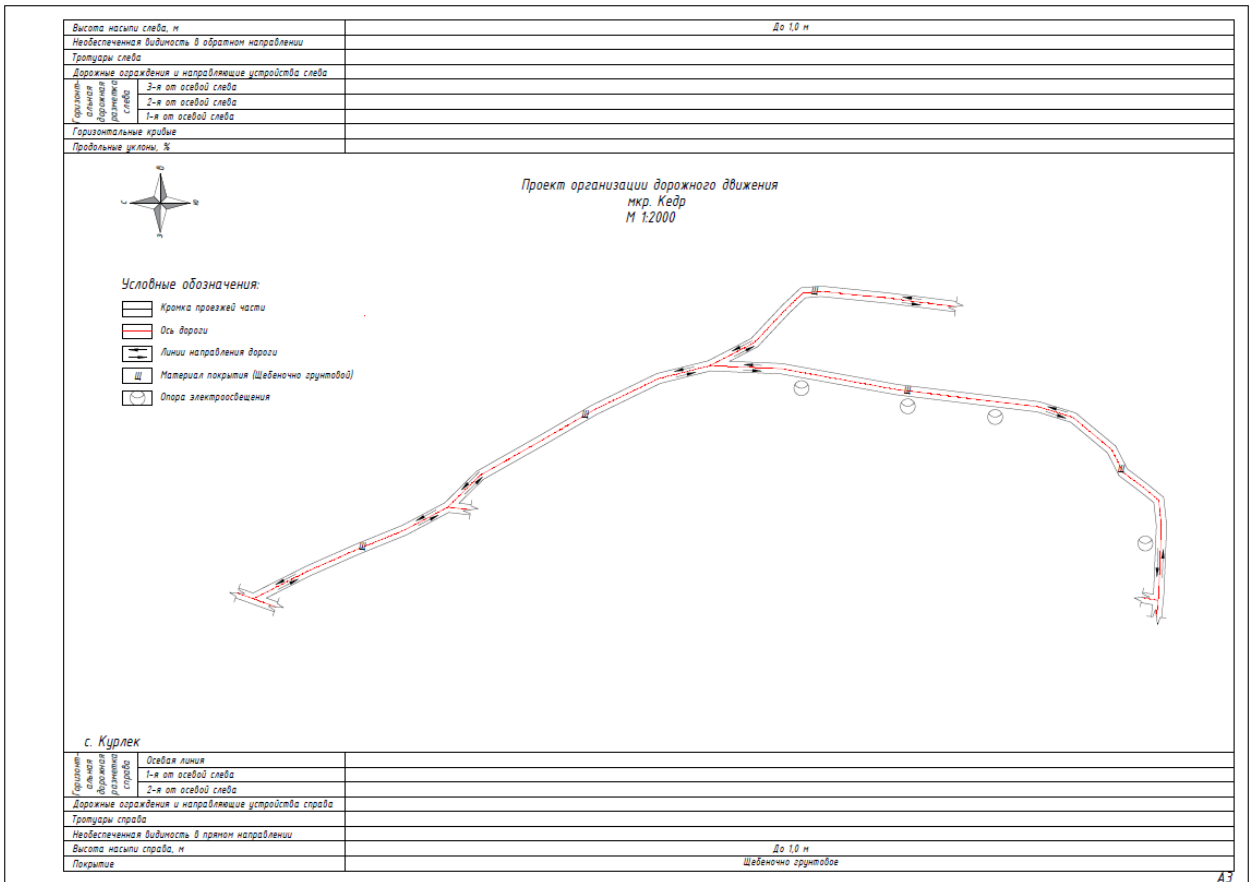 Высота насыпи слева, м
До 1,0 м
Необеспеченная видимость в обратном направлении
Тротуары слева
Дорожные ограждения и направляющие устройства слева
Горизонт-
альная
дорожная
разметка
слева
3-я от осевой слева
2-я от осевой слева
1-я от осевой слева
Горизонтальные кривые
Продольные уклоны, %
Проект организации дорожного движения
мкр. Кедр
М 1:2000
С
Условные обозначения:
Кромка проезжей части
Ось дороги
Линии направления дороги
Щ Материал покрытия (Щебеночно грунтовой)
Опора электроосвещения
Щ
Щ
Щ
Щ
Щ
с. Курлек
Горизонт-
альная
дорожная
разметка
справа
Осевая линия
1-я от осевой слева
2-я от осевой слева
Дорожные ограждения и направляющие устройства справа
Тротуары справа
Необеспеченная видимость в прямом направлении
Высота насыпи справа, м
До 1,0 м
Покрытие
Щебеночно грунтовое
А3